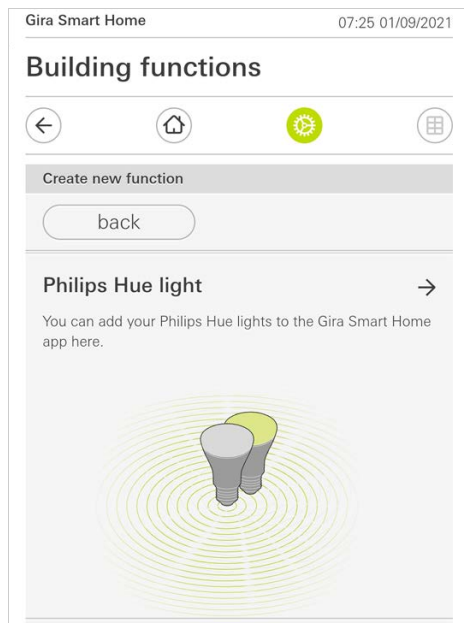 Gira Smart Home 07:25 01/09/2021
Building functions
Create new function
back
Philips Hue light
You can add your Philips Hue lights to the Gira Smart Home
app here.